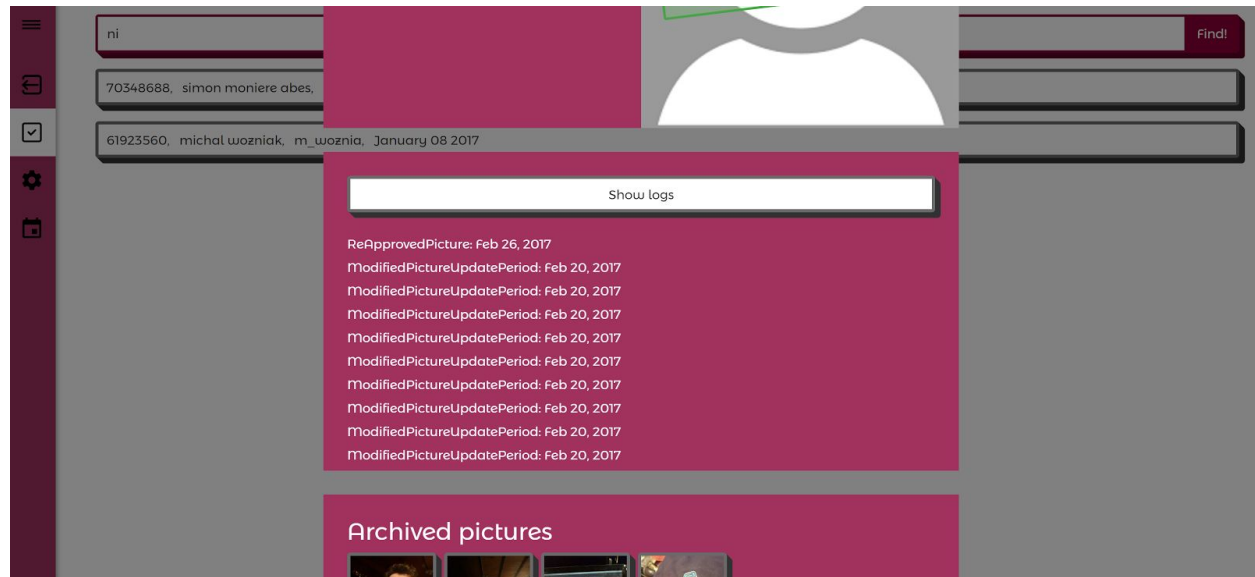 ni
Find!
70348688, simon moniere abes,
61923560, michal wozniak, m_woznia, January 08 2017
Show logs
ReApprovedPicture: Feb 26, 2017
ModifiedPictureUpdatePeriod: Feb 20, 2017
ModifiedPictureUpdatePeriod: Feb 20, 2017
ModifiedPictureUpdatePeriod: Feb 20, 2017
ModifiedPictureUpdatePeriod: Feb 20, 2017
ModifiedPictureUpdatePeriod: Feb 20, 2017
ModifiedPictureUpdatePeriod: Feb 20, 2017
ModifiedPictureUpdatePeriod: Feb 20, 2017
ModifiedPictureUpdatePeriod: Feb 20, 2017
ModifiedPictureUpdatePeriod: Feb 20, 2017
Archived pictures